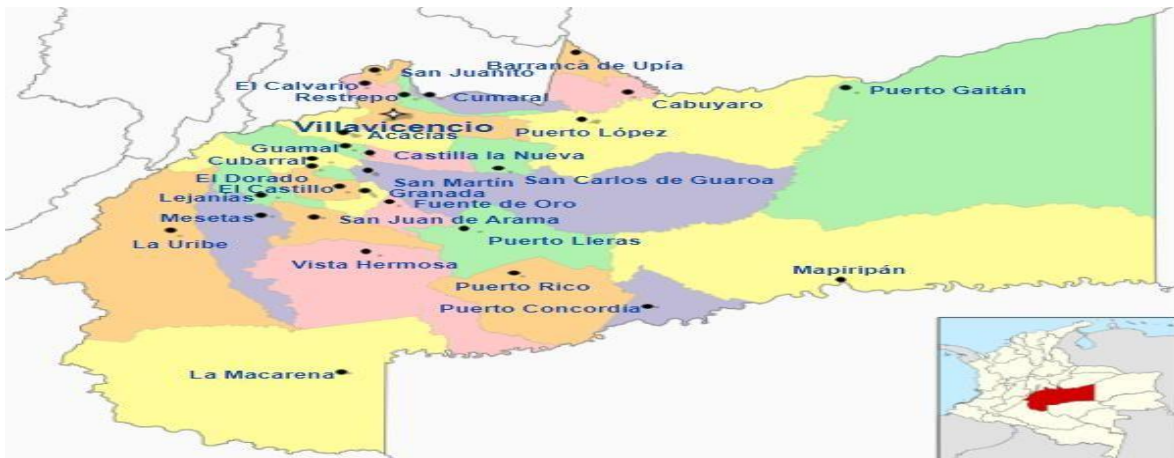 Barranca de Upía
San Juanito
El Calvario
Restrepo
Cumaral
Cabuyaro
Puerto Gaitán
Villavicencio
Puerto López
Acacias
Guamal
Castilla la Nueva
Cubarral
El Dorado
San Martín
San Carlos de Guaroa
El Castillo
Granada
Lejanías
Fuente de Oro
Mesetas
San Juan de Arama
La Uribe
Puerto Lleras
Vista Hermosa
Mapiripán
Puerto Rico
Puerto Concordia
La Macarena